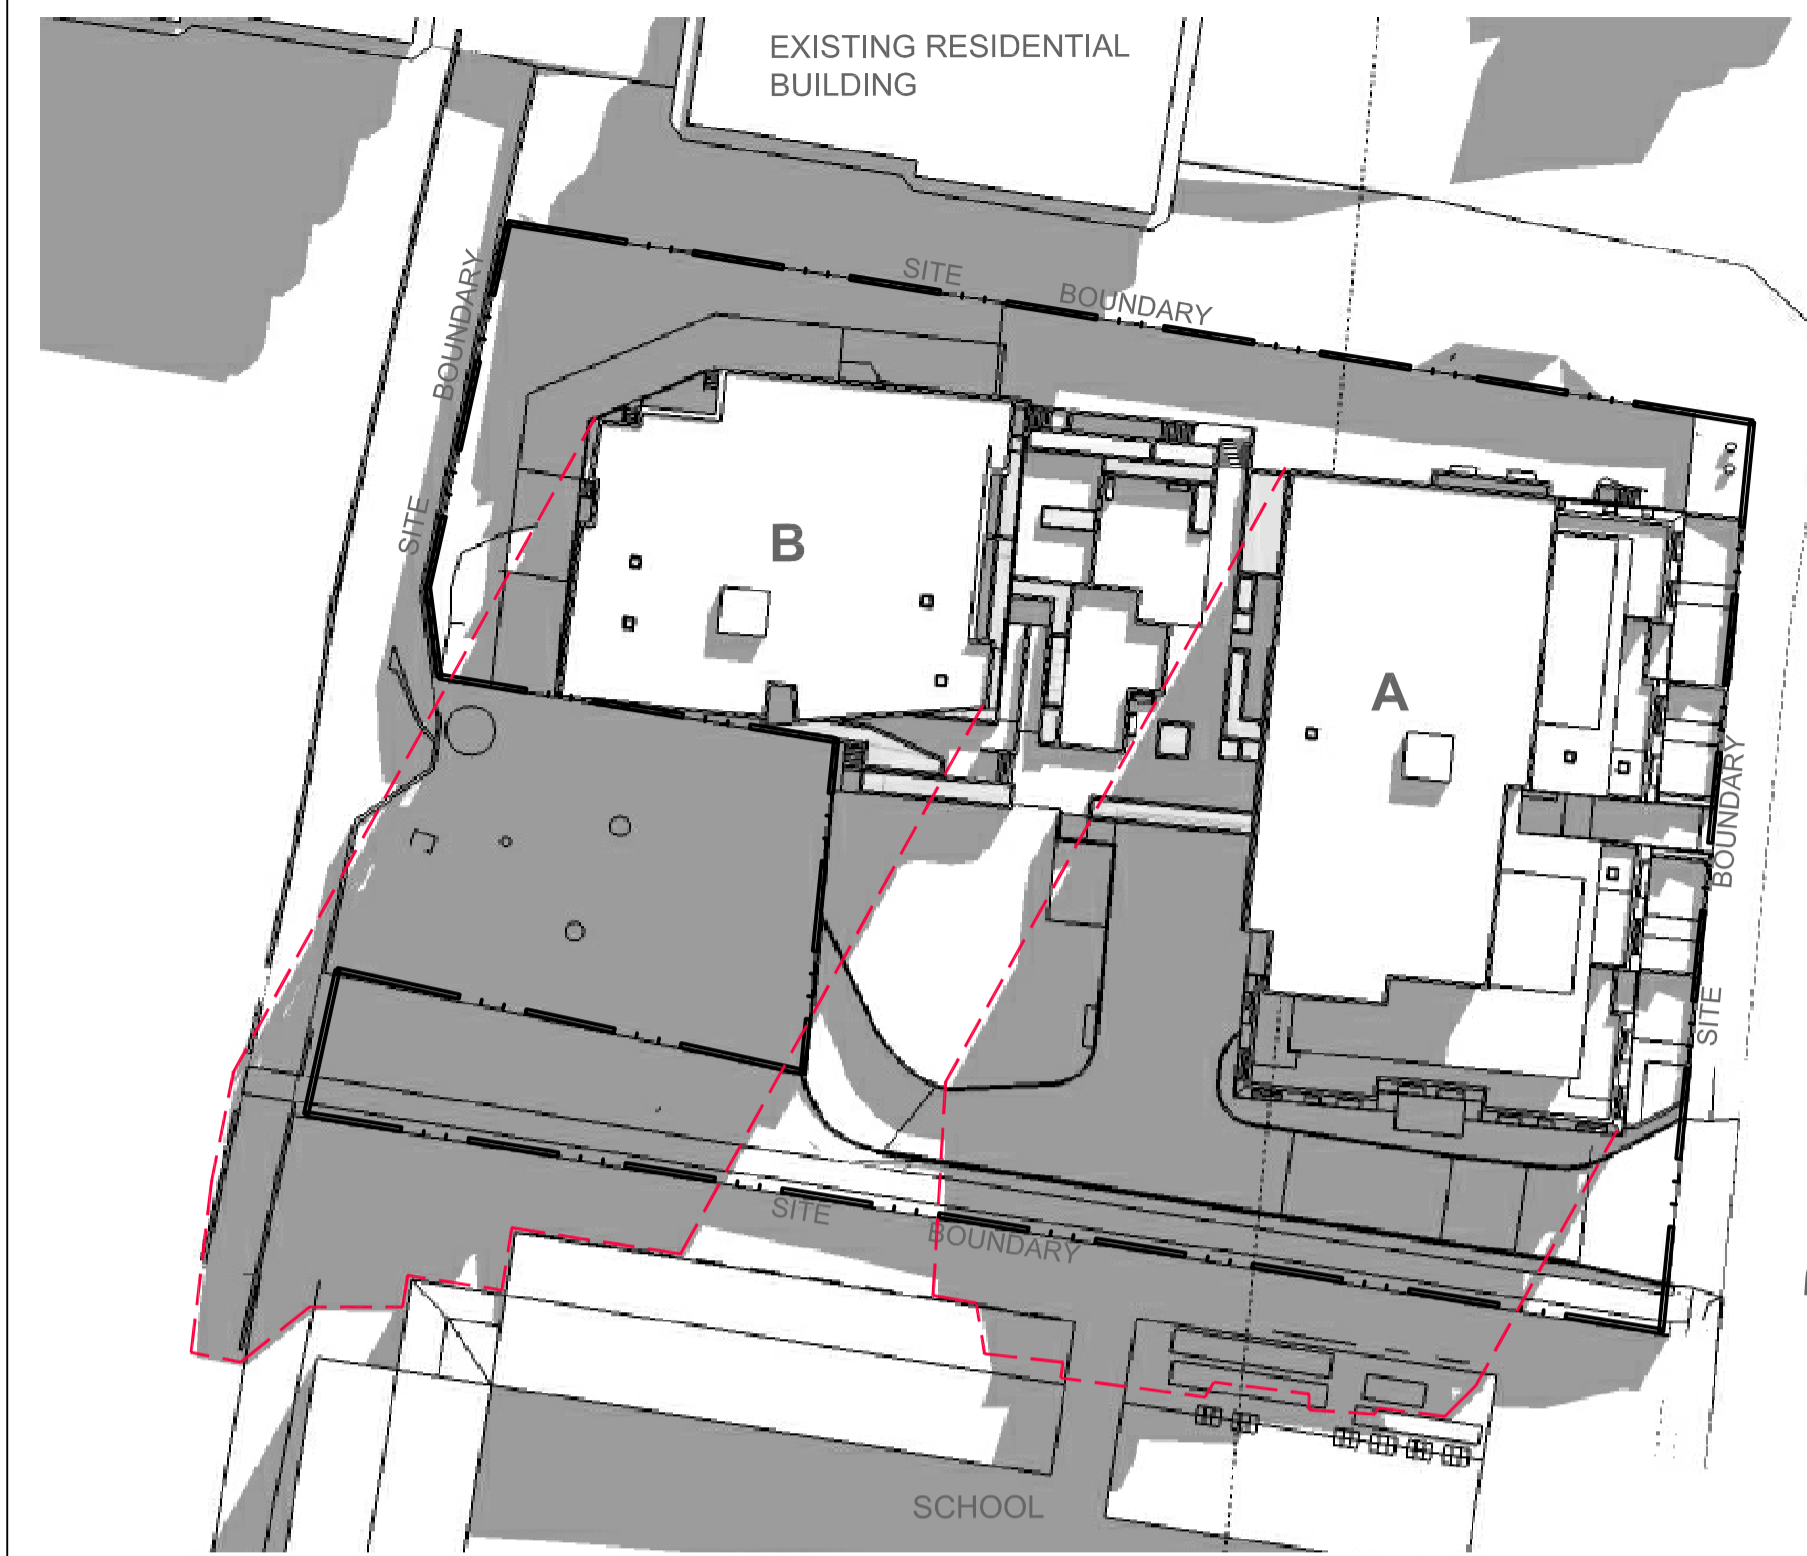 EXISTING RESIDENTIAL
BUILDING
SITE
BOUNDARY
BOUNDARY
SITE
B
A
BOUNDARY
SITE
SITE
BOUNDARY
SCHOOL